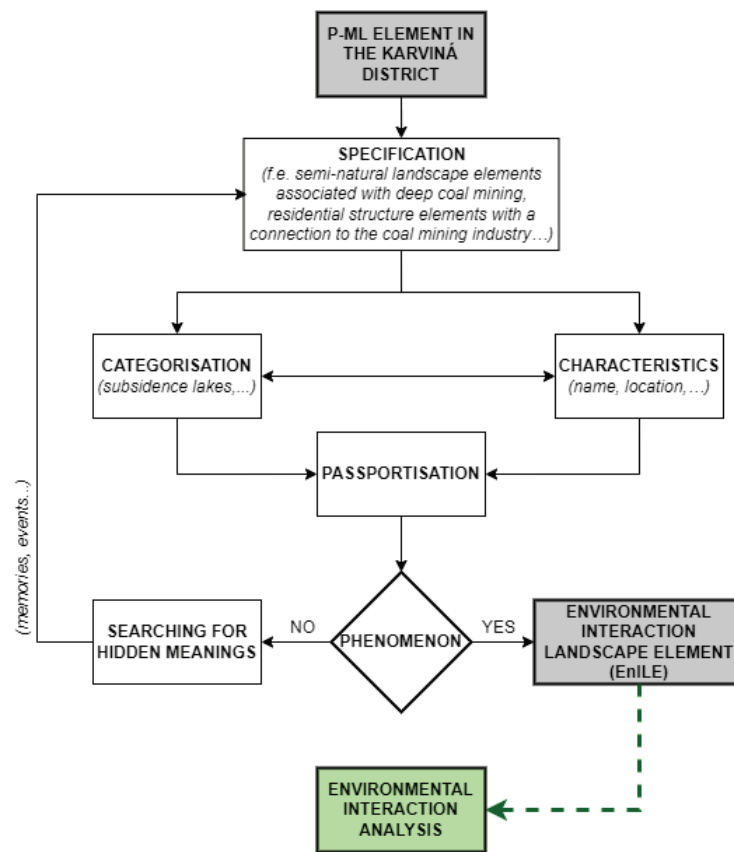 P-ML ELEMENT IN
THE KARVINÁ
DISTRICT
SPECIFICATION
(f.e. semi-natural landscape elements
associated with deep coal mining,
residential structure elements with a
connection to the coal mining industry…)
CATEGORISATION
(subsidence lakes,...)
CHARACTERISTICS
(name, location,…)
PASSPORTISATION
(memories, events...)
SEARCHING FOR
HIDDEN MEANINGS
NO
PHENOMENON
YES
ENVIRONMENTAL
INTERACTION
LANDSCAPE ELEMENT
(EnILE)
ENVIRONMENTAL
INTERACTION
ANALYSIS